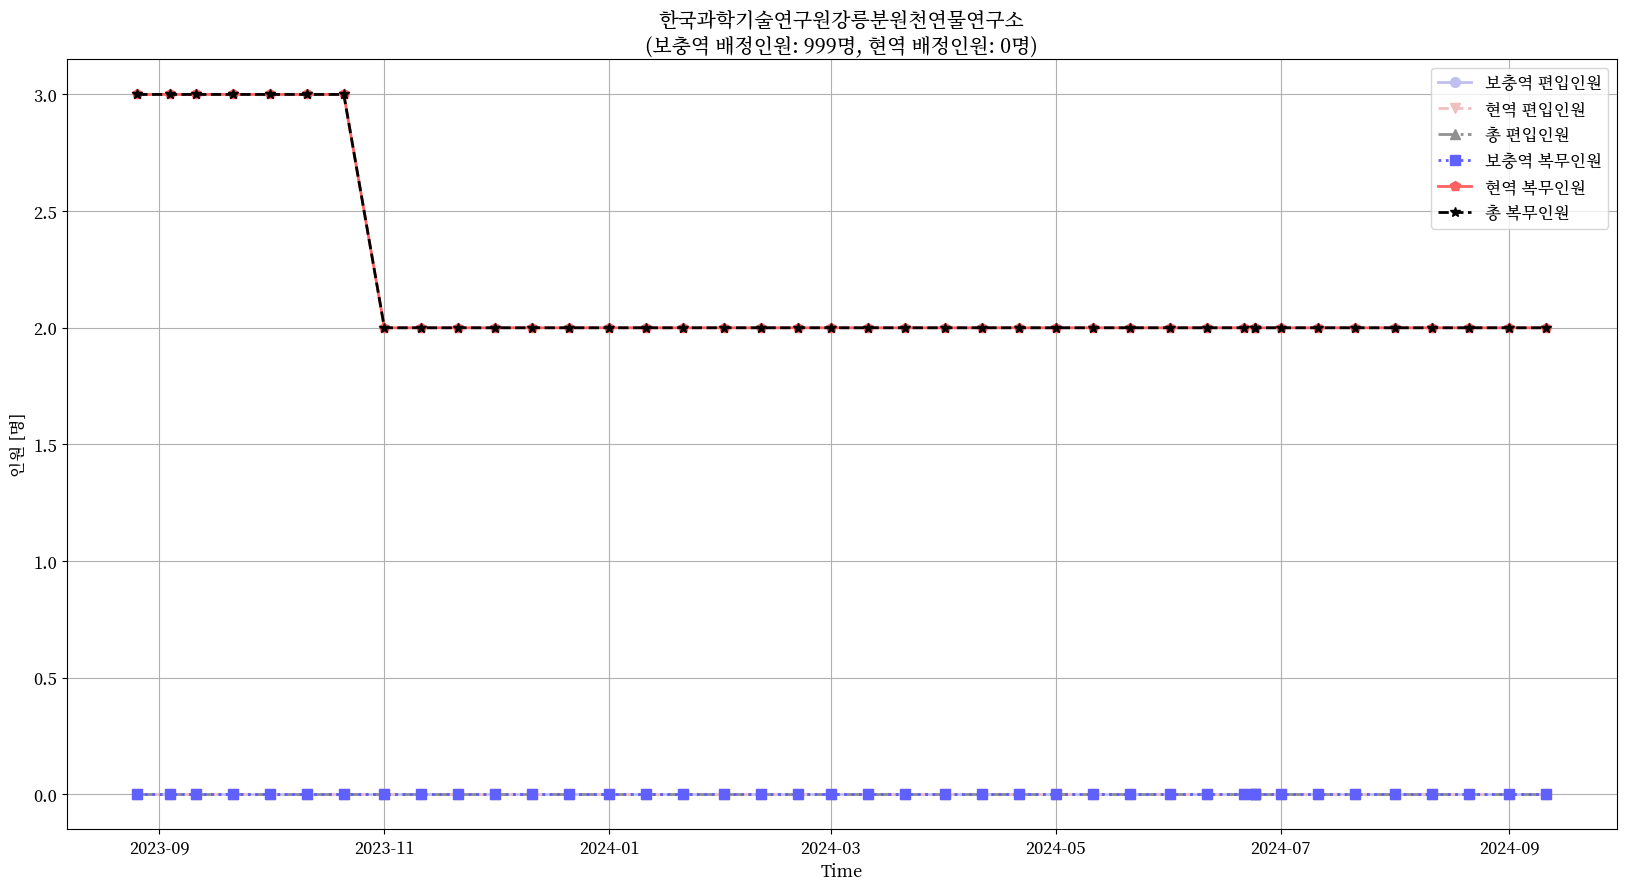 한국과학기술연구원강릉분원천연물연구소
(보충역 배정인원: 999명, 현역 배정인원: 0명)
보충역 편입인원
현역 편입인원
총 편입인원
보충역 복무인원
현역 복무인원
총 복무인원
인원 [명]
3.0
2.5
2.0
1.5
1.0
0.5
0.0
2023-09
2023-11
2024-01
2024-03
2024-05
2024-07
2024-09
Time